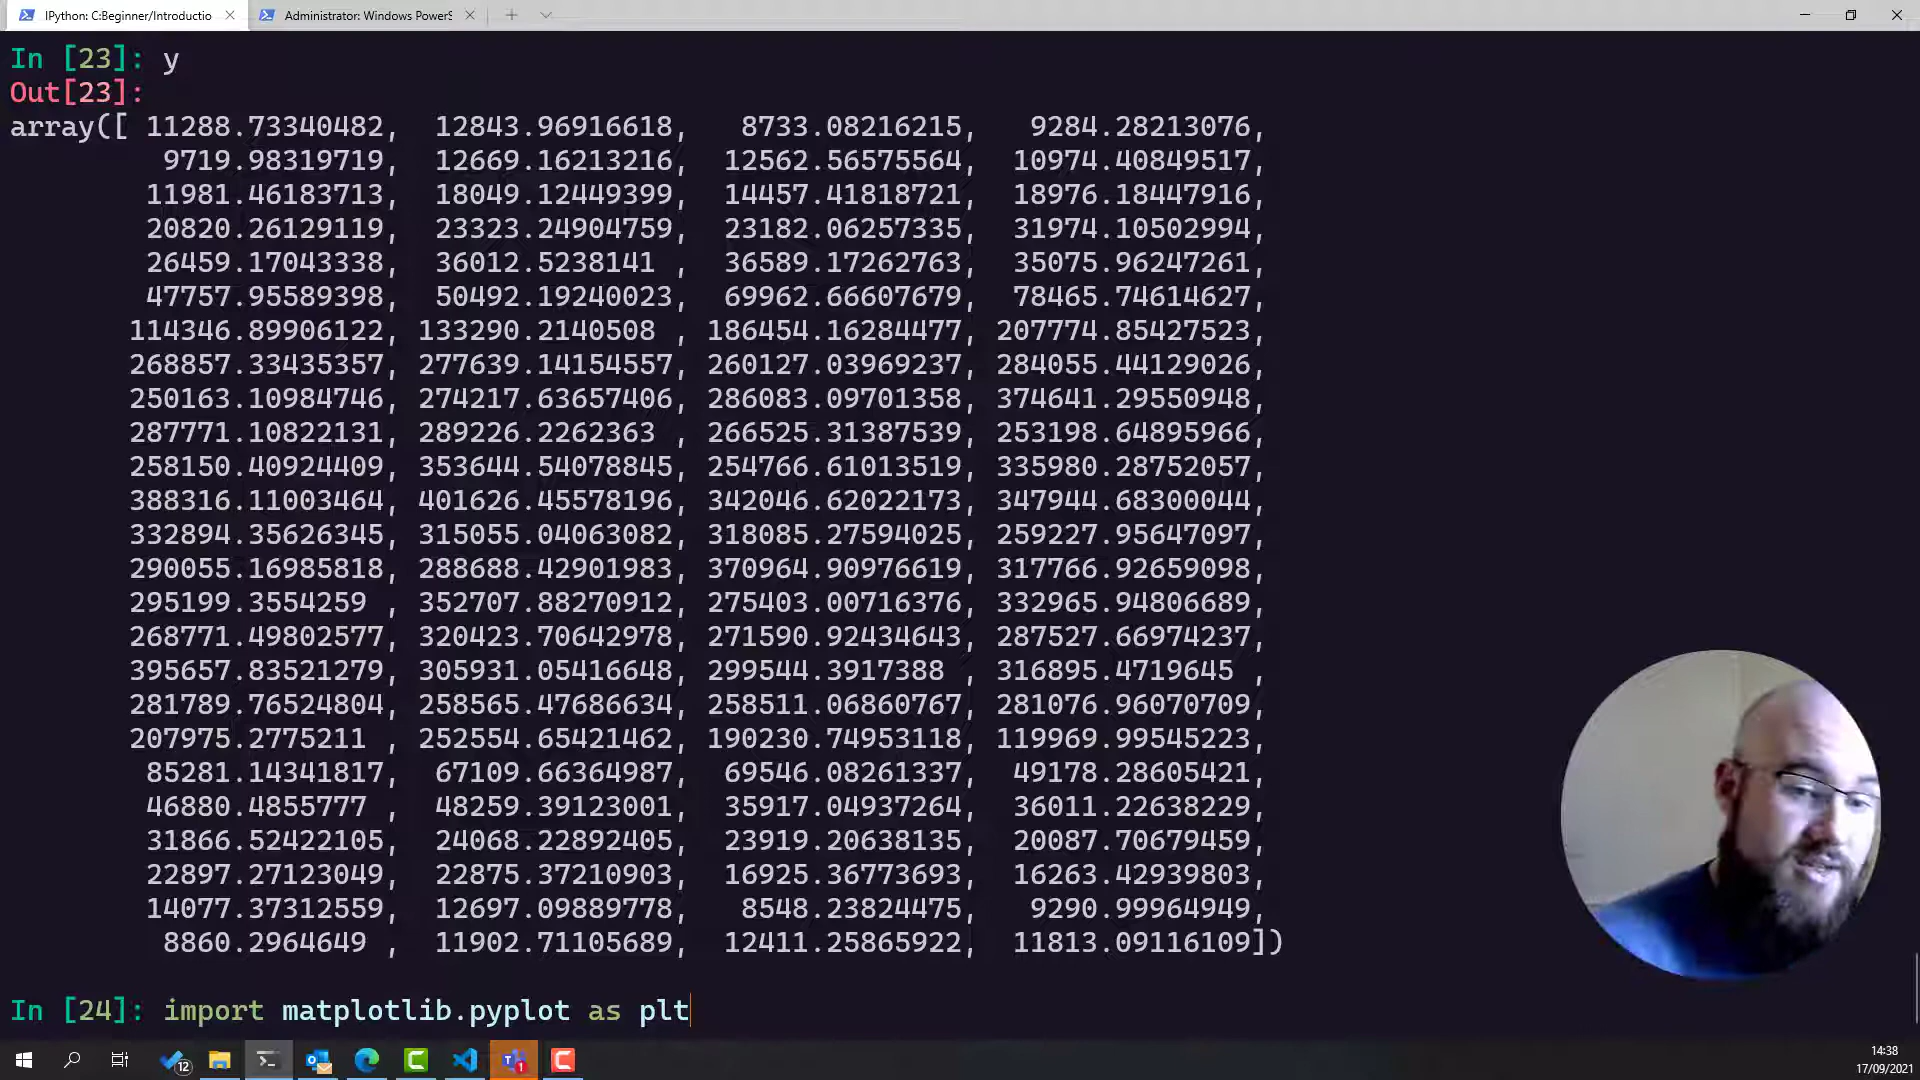 IPython: C:Beginner/Introductio
Administrator: Windows PowerS
In [23]: y
Out[23]:
array([ 11288.73340482, 12843.96916618, 8733.08216215, 9284.28213076,
9719.98319719, 12669.16213216, 12562.56575564, 10974.40849517,
11981.46183713, 18049.12449399, 14457.41818721, 18976.18447916,
20820.26129119, 23323.24904759, 23182.06257335, 31974.10502994,
26459.17043338, 36012.5238141 , 36589.17262763, 35075.96247261,
47757.95589398, 50492.19240023, 69962.66607679, 78465.74614627,
114346.89906122, 133290.2140508 , 186454.16284477, 207774.85427523,
268857.33435357, 277639.14154557, 260127.03969237, 284055.44129026,
250163.10984746, 274217.63657406, 286083.09701358, 374641.29550948,
287771.10822131, 289226.2262363 , 266525.31387539, 253198.64895966,
258150.40924409, 353644.54078845, 254766.61013519, 335980.28752057,
388316.11003464, 401626.45578196, 342046.62022173, 347944.68300044,
332894.35626345, 315055.04063082, 318085.27594025, 259227.95647097,
290055.16985818, 288688.42901983, 370964.90976619, 317766.92659098,
295199.3554259 , 352707.88270912, 275403.00716376, 332965.94806689,
268771.49802577, 320423.70642978, 271590.92434643, 287527.66974237,
395657.83521279, 305931.05416648, 299544.3917388 , 316895.4719645 ,
281789.76524804, 258565.47686634, 258511.06860767, 281076.96070709,
207975.2775211 , 252554.65421462, 190230.74953118, 119969.99545223,
85281.14341817, 67109.66364987, 69546.08261337, 49178.28605421,
46880.4855777 , 48259.39123001, 35917.04937264, 36011.22638229,
31866.52422105, 24068.22892405, 23919.20638135, 20087.70679459,
22897.27123049, 22875.37210903, 16925.36773693, 16263.42939803,
14077.37312559, 12697.09889778, 8548.23824475, 9290.99964949,
8860.2964649 , 11902.71105689, 12411.25865922, 11813.09116109])
In [24]: import matplotlib.pyplot as plt
12
1
14:38
17/09/2021